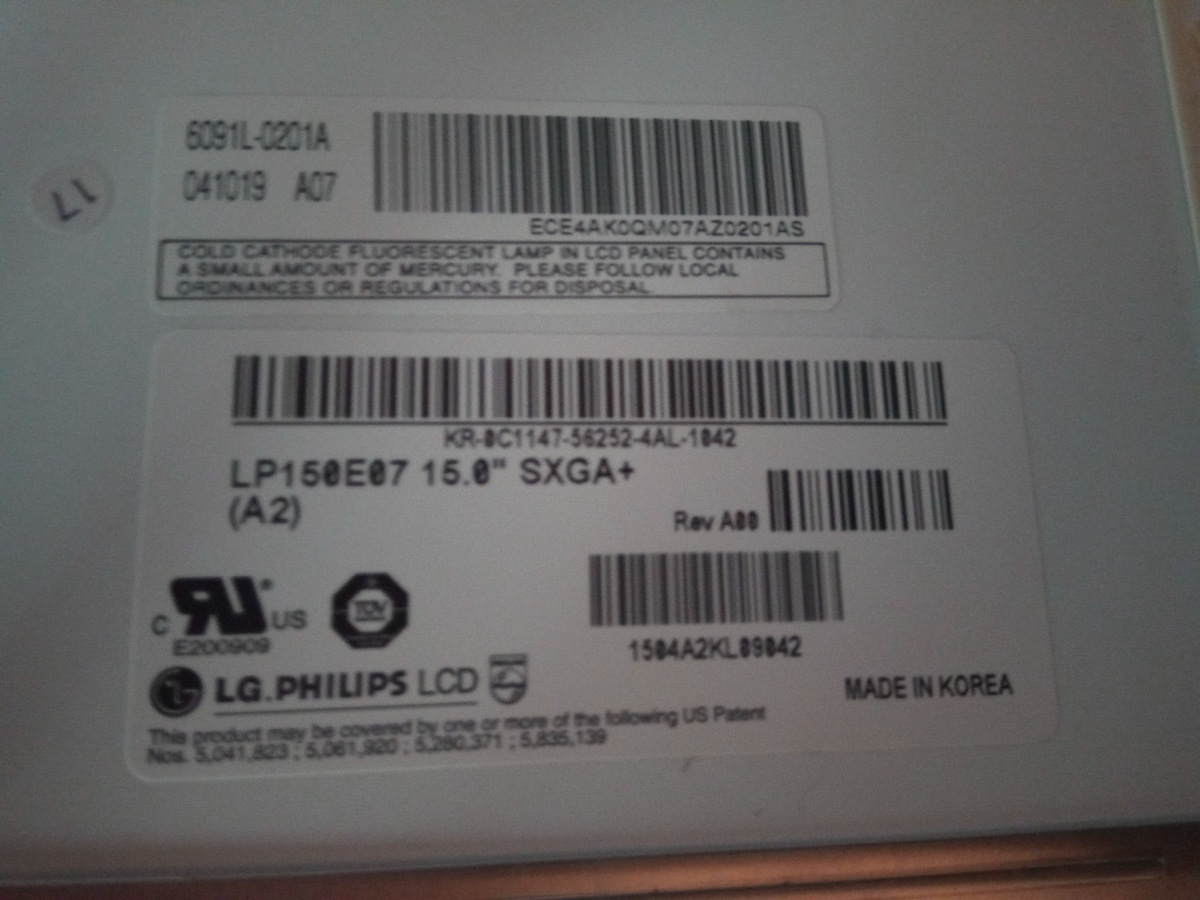 6091L-0201A
041019 A07
ECE4AK0QM07AZ0201AS
17
COLD CATHODE FLUORESCENT LAMP IN LCD PANEL CONTAINS
A SMALL AMOUNT OF MERCURY. PLEASE FOLLOW LOCAL
ORDINANCES OR REGULATIONS FOR DISPOSAL.
KR-0C1147-56252-4AL-1042
LP150E07 15.0" SXGA+
(A2)
Rev A00
C RU ® US
E200909
TÜV
1504A2KL09042
LG.PHILIPS LCD
PHILIPS
MADE IN KOREA
This product may be covered by one or more of the following US Patent
Nos. 5,041,823 ; 5,061,920 ; 5,280,371 ; 5,835,139